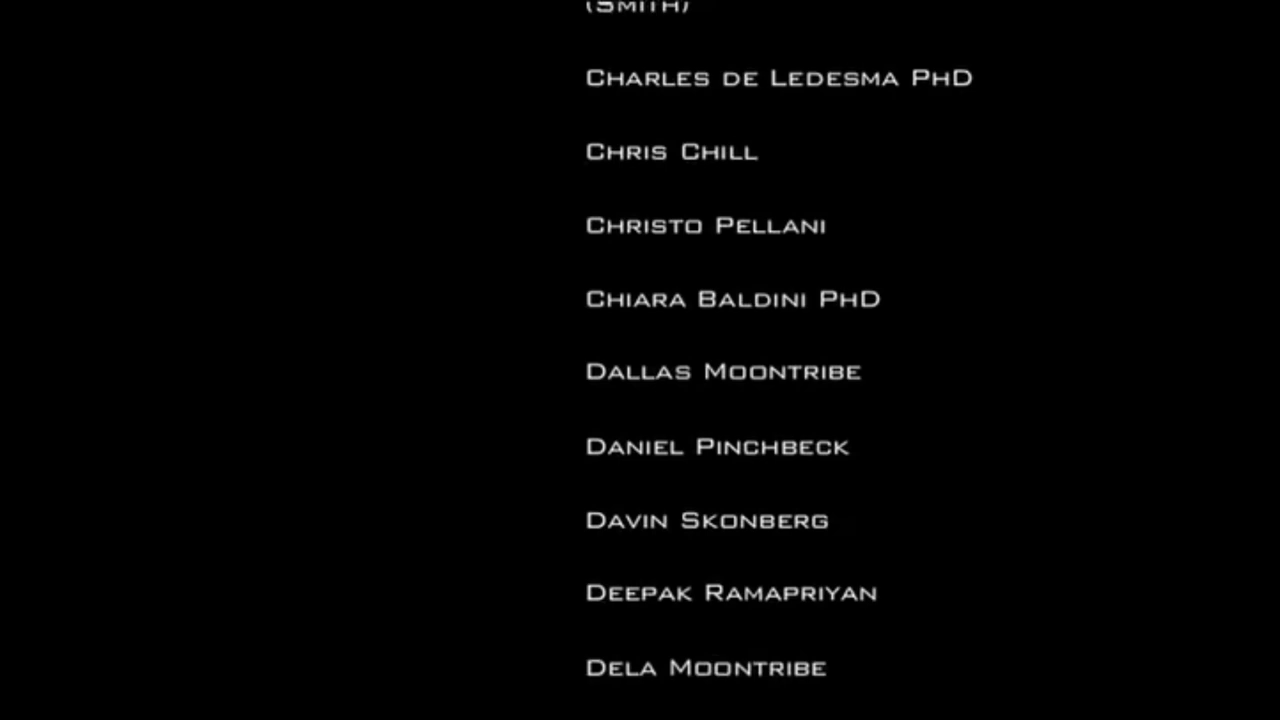 (Smith)
Charles de Ledesma PhD
Chris Chill
Christo Pellani
Chiara Baldini PhD
Dallas Moontribe
Daniel Pinchbeck
Davin Skonberg
Deepak Ramapriyan
Dela Moontribe